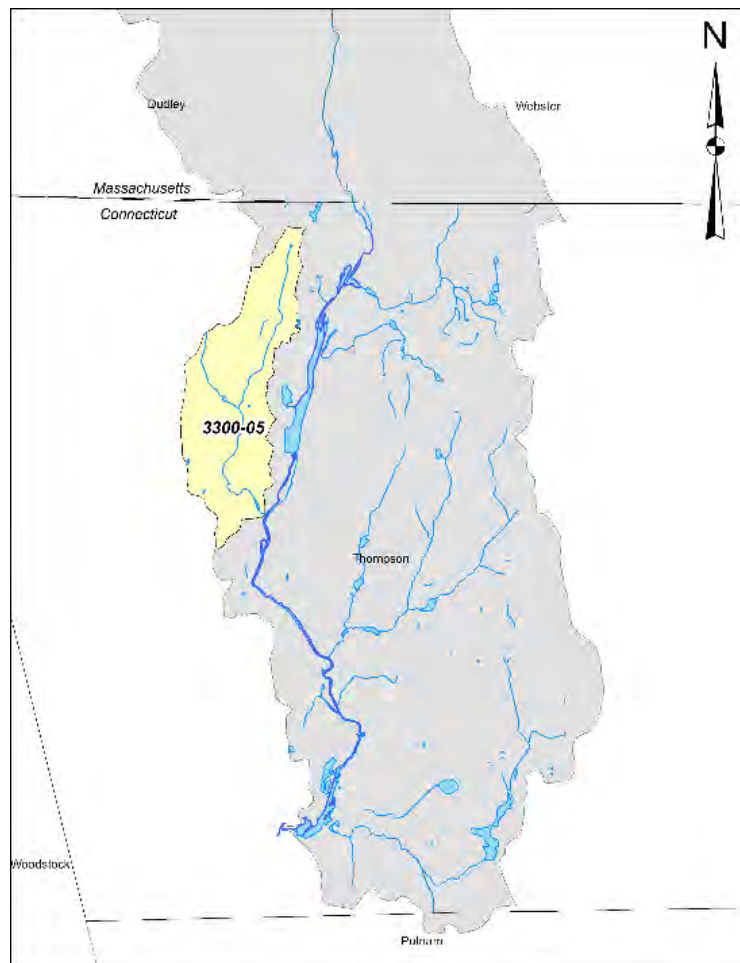 N
Dudley
Webster
Massachusetts
Connecticut
3300-05
Thompson
Woodstock
Putnam